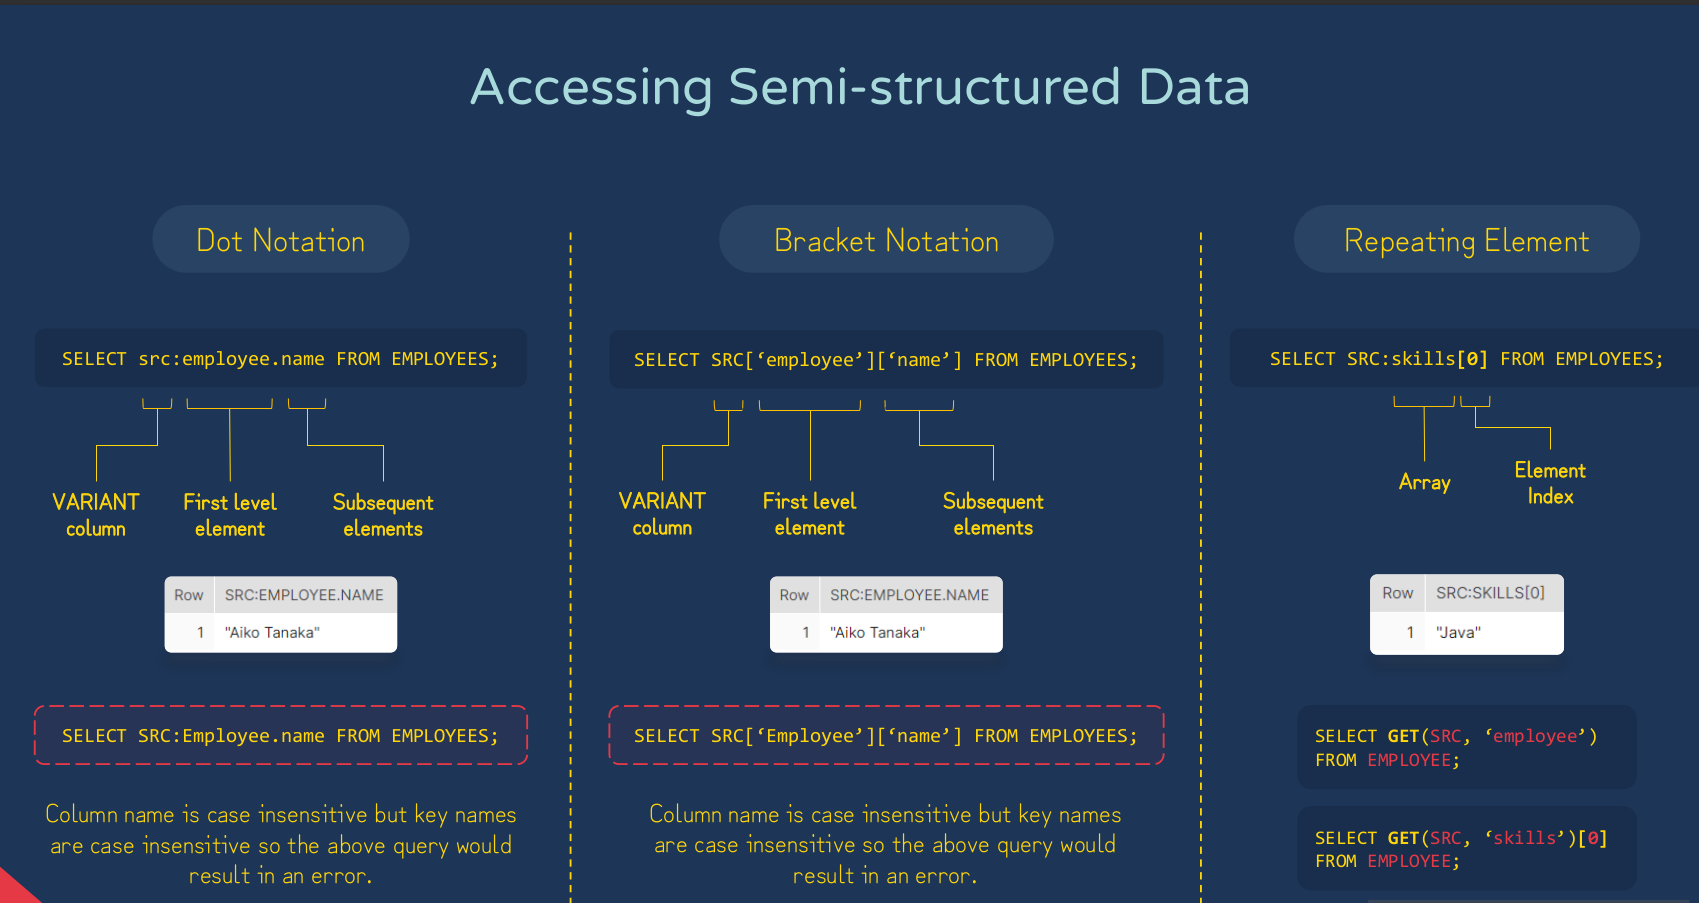 Accessing Semi-structured Data
Dot Notation
SELECT src:employee.name FROM EMPLOYEES;
VARIANT
column
First level
element
Subsequent
elements
Row SRC:EMPLOYEE.NAME
1 "Aiko Tanaka"
SELECT SRC:Employee.name FROM EMPLOYEES;
Column name is case insensitive but key names
are case insensitive so the above query would
result in an error.
Bracket Notation
SELECT SRC[‘employee’][‘name’] FROM EMPLOYEES;
VARIANT
column
First level
element
Subsequent
elements
Row SRC:EMPLOYEE.NAME
1 "Aiko Tanaka"
SELECT SRC[‘Employee’][‘name’] FROM EMPLOYEES;
Column name is case insensitive but key names
are case insensitive so the above query would
result in an error.
Repeating Element
SELECT SRC:skills[0] FROM EMPLOYEES;
Array
Element
Index
Row SRC:SKILLS[0]
1 "Java"
SELECT GET(SRC, ‘employee’)
FROM EMPLOYEE;
SELECT GET(SRC, ‘skills’)[0]
FROM EMPLOYEE;